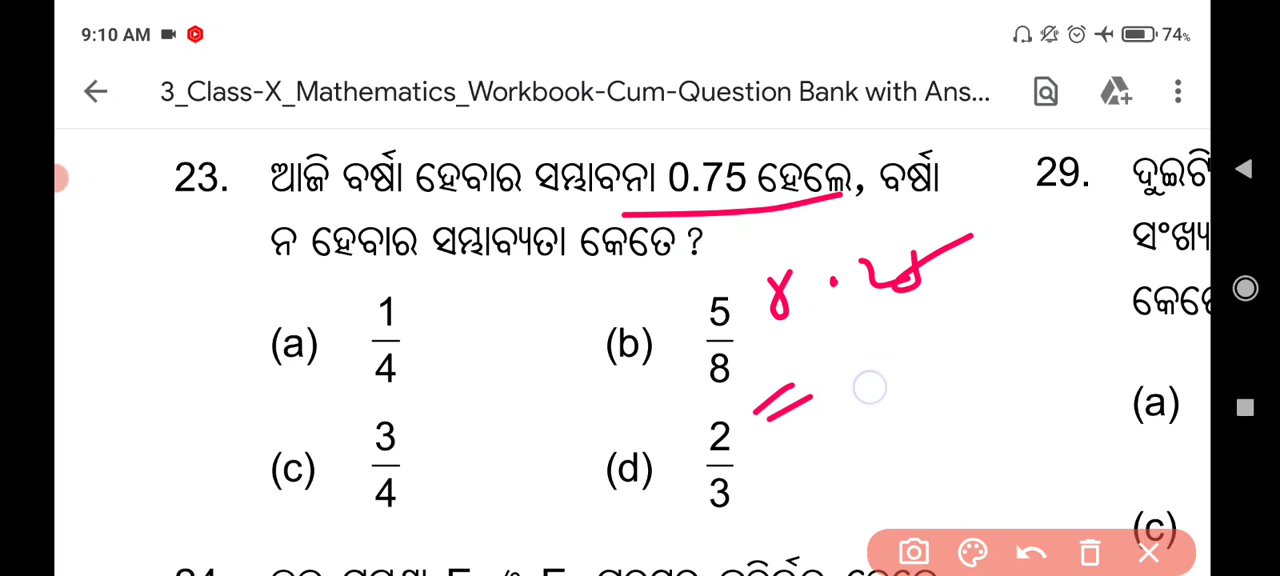 9:10 AM
74%
3_Class-X_Mathematics_Workbook-Cum-Question Bank with Ans...
23. ଆଜି ବର୍ଷା ହେବାର ସମ୍ଭାବନା 0.75 ହେଲେ, ବର୍ଷା
ନ ହେବାର ସମ୍ଭାବ୍ୟତା କେତେ ?
(a) 1/4
(b) 5/8
(c) 3/4
(d) 2/3
29. ଦୁଇଟି
ସଂଖ୍ୟ
(a)
(c)